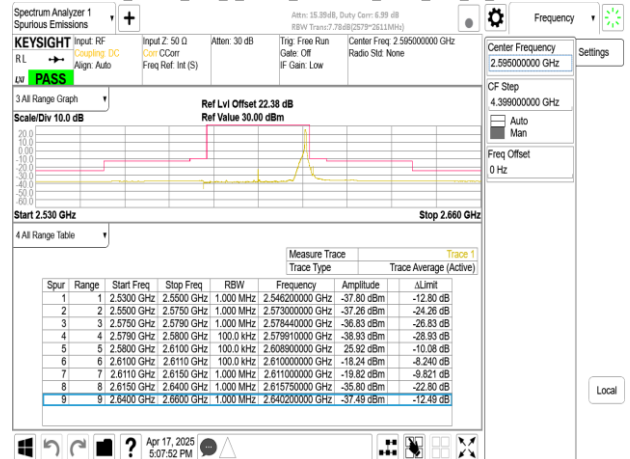 Spectrum Analyzer 1
Spurious Emissions
Attn: 15.39dB, Duty Corr: 6.99 dB
RBW Trans:7.78dB(2579~2611MHz)
Frequency
KEYSIGHT
RL
LXI
PASS
Input: RF
Coupling: DC
Align: Auto
Input Z: 50 Ω
Corr CCorr
Freq Ref: Int (S)
Atten: 30 dB
Trig: Free Run
Gate: Off
IF Gain: Low
Center Freq: 2.595000000 GHz
Radio Std: None
Center Frequency
2.595000000 GHz
Settings
CF Step
4.399000000 GHz
Auto
Man
Freq Offset
0 Hz
Local
3 All Range Graph
Scale/Div 10.0 dB
Ref Lvl Offset 22.38 dB
Ref Value 30.00 dBm
20.0
10.0
0.00
-10.0
-20.0
-30.0
-40.0
-50.0
-60.0
Start 2.530 GHz
Stop 2.660 GHz
4 All Range Table
Measure Trace Trace 1
Trace Type Trace Average (Active)
Spur Range Start Freq Stop Freq RBW Frequency Amplitude ΔLimit
1 1 2.5300 GHz 2.5500 GHz 1.000 MHz 2.546200000 GHz -37.80 dBm -12.80 dB
2 2 2.5500 GHz 2.5750 GHz 1.000 MHz 2.573000000 GHz -37.26 dBm -24.26 dB
3 3 2.5750 GHz 2.5790 GHz 1.000 MHz 2.578440000 GHz -36.83 dBm -26.83 dB
4 4 2.5790 GHz 2.5800 GHz 100.0 kHz 2.579910000 GHz -38.93 dBm -28.93 dB
5 5 2.5800 GHz 2.6100 GHz 100.0 kHz 2.608900000 GHz 25.92 dBm -10.08 dB
6 6 2.6100 GHz 2.6110 GHz 100.0 kHz 2.610000000 GHz -18.24 dBm -8.240 dB
7 7 2.6110 GHz 2.6150 GHz 1.000 MHz 2.611000000 GHz -19.82 dBm -9.821 dB
8 8 2.6150 GHz 2.6400 GHz 1.000 MHz 2.615750000 GHz -35.80 dBm -22.80 dB
9 9 2.6400 GHz 2.6600 GHz 1.000 MHz 2.640200000 GHz -37.49 dBm -12.49 dB
?
Apr 17, 2025
5:07:52 PM